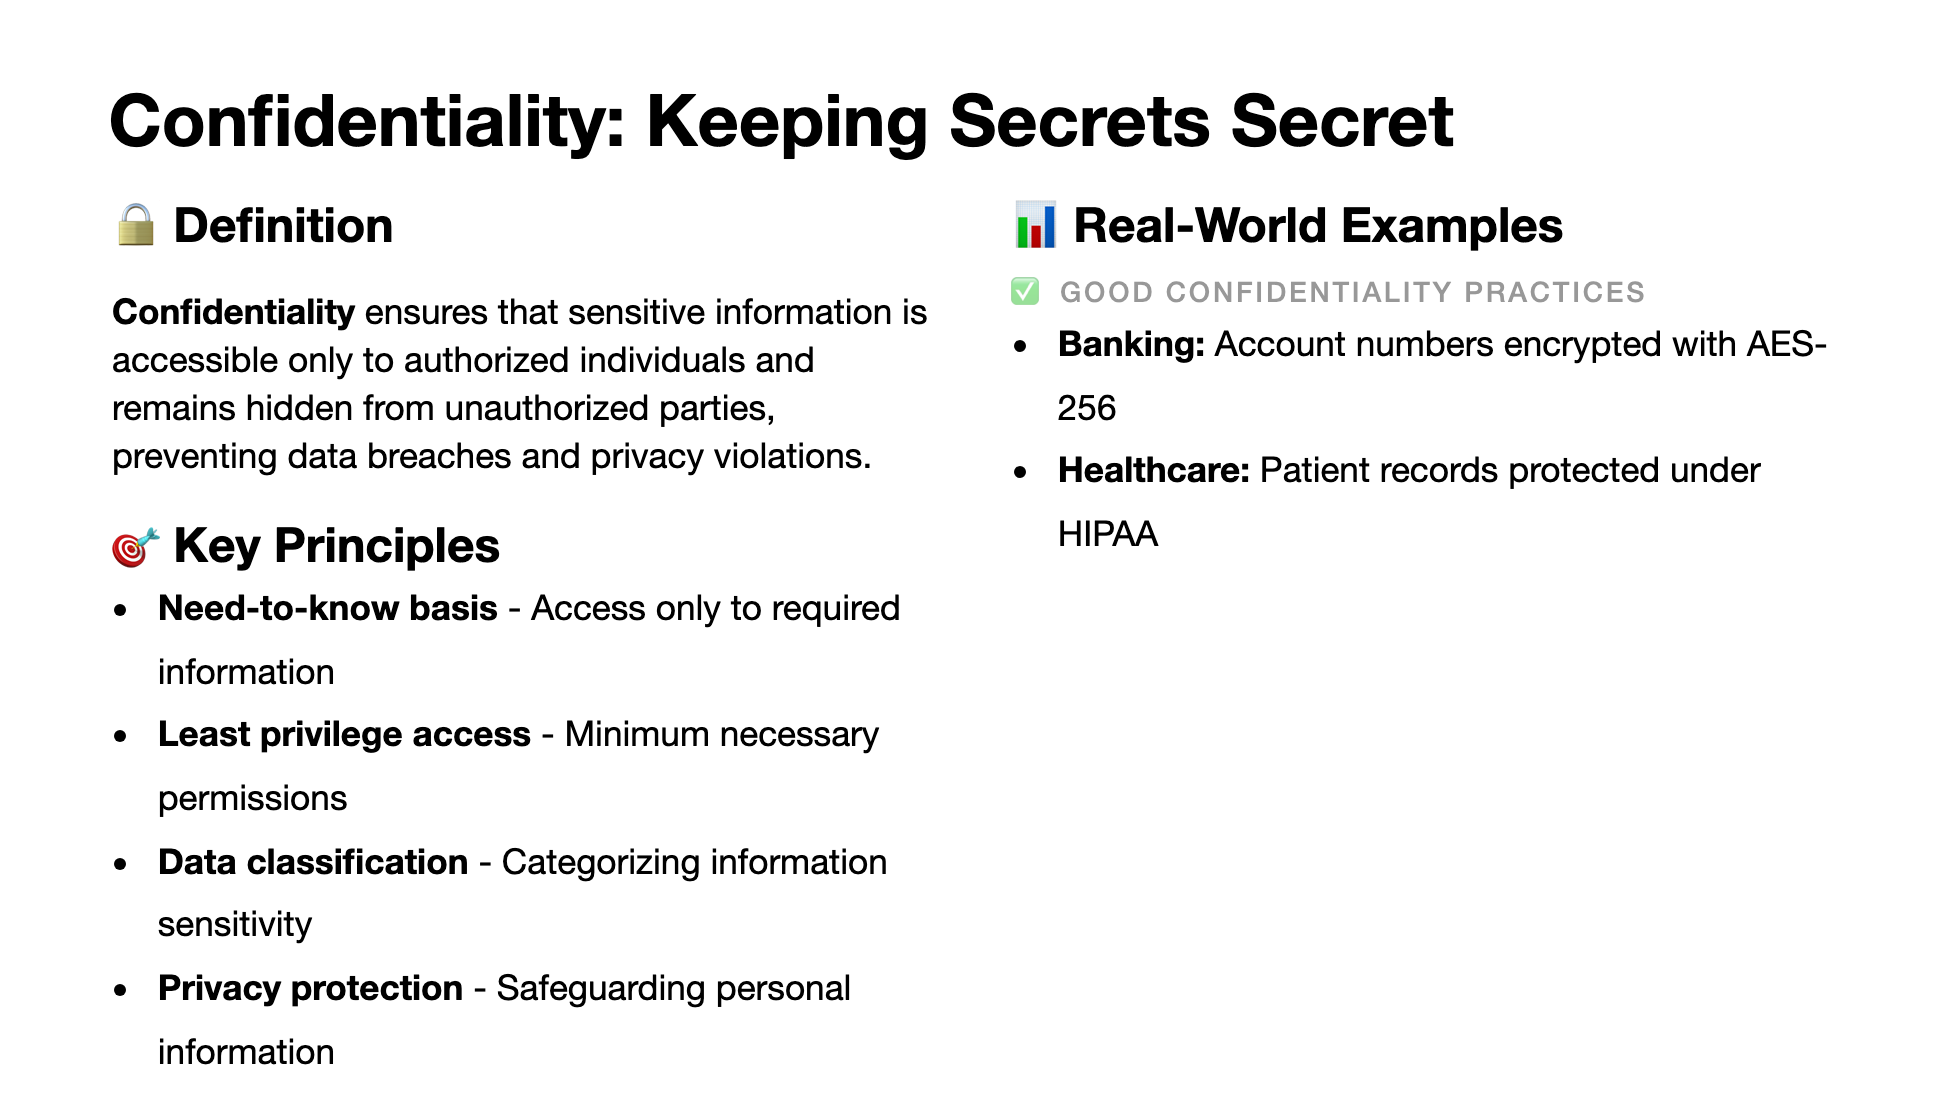 Confidentiality: Keeping Secrets Secret
🔒 Definition
Confidentiality ensures that sensitive information is
accessible only to authorized individuals and
remains hidden from unauthorized parties,
preventing data breaches and privacy violations.
🎯 Key Principles
• Need-to-know basis - Access only to required
information
• Least privilege access - Minimum necessary
permissions
• Data classification - Categorizing information
sensitivity
• Privacy protection - Safeguarding personal
information
📊 Real-World Examples
✅ GOOD CONFIDENTIALITY PRACTICES
• Banking: Account numbers encrypted with AES-
256
• Healthcare: Patient records protected under
HIPAA